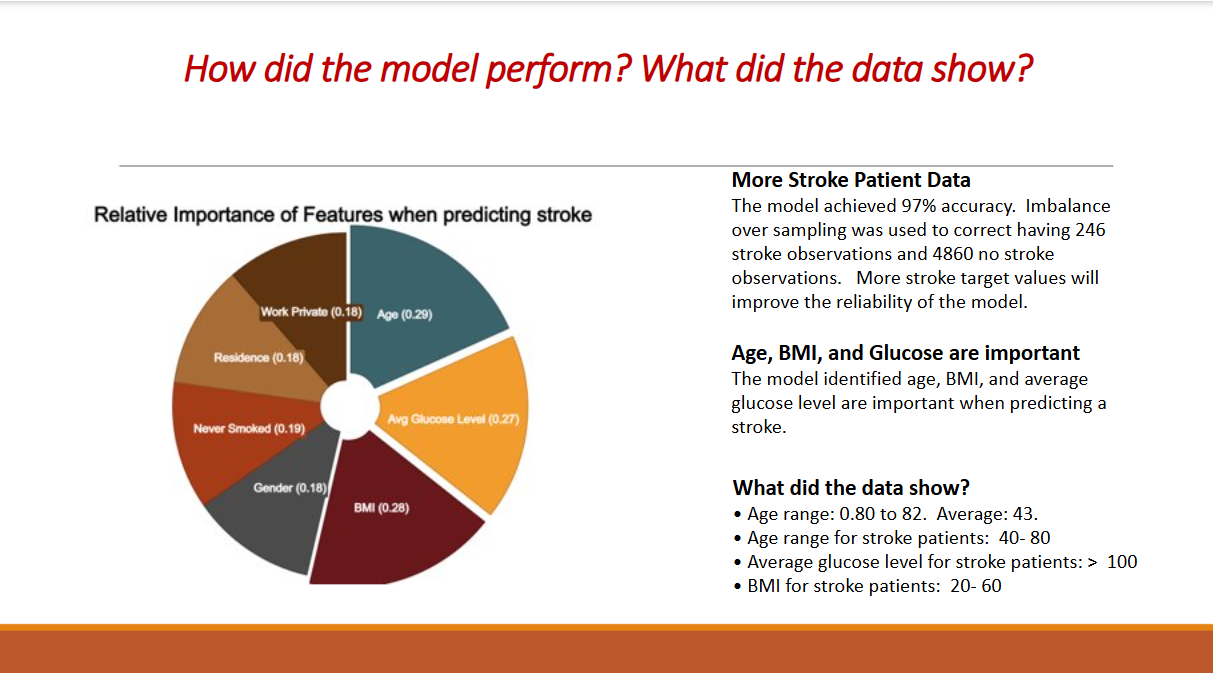 How did the model perform? What did the data show?
Relative Importance of Features when predicting stroke
Work Private (0.18)
Age (0.29)
Residence (0.18)
Avg Glucose Level (0.27)
Never Smoked (0.19)
Gender (0.18)
BMI (0.28)
More Stroke Patient Data
The model achieved 97% accuracy.  Imbalance
over sampling was used to correct having 246
stroke observations and 4860 no stroke
observations.   More stroke target values will
improve the reliability of the model.
Age, BMI, and Glucose are important
The model identified age, BMI, and average
glucose level are important when predicting a
stroke.
What did the data show?
• Age range: 0.80 to 82.  Average: 43.
• Age range for stroke patients:  40- 80
• Average glucose level for stroke patients: >  100
• BMI for stroke patients:  20- 60